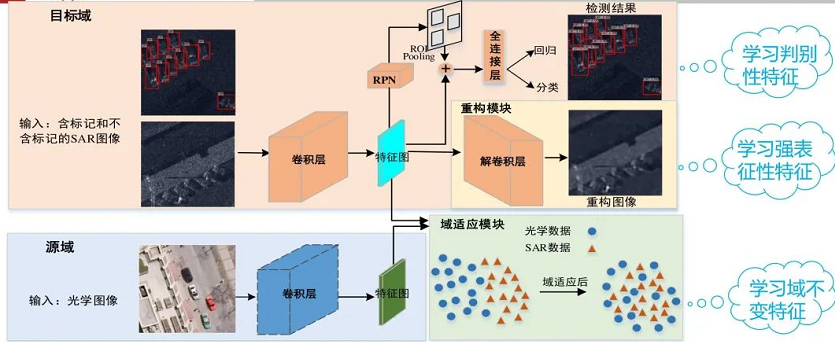 目标域
检测结果
输入：含标记和不
含标记的SAR图像
卷积层
特征图
RPN
ROI
Pooling
+
全
连
接
层
回归
分类
重构模块
解卷积层
重构图像
学习判别
性特征
学习强表
征性特征
源域
输入：光学图像
卷积层
特征图
域适应模块
光学数据
SAR数据
域适应后
学习域不
变特征